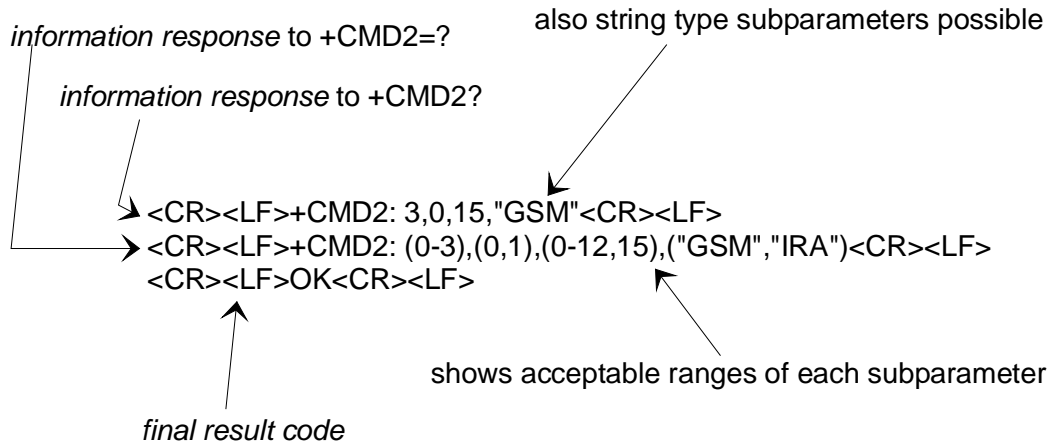 also string type subparameters possible
information response to +CMD2=?
information response to +CMD2?
<CR><LF>+CMD2: 3,0,15,"GSM"<CR><LF>
<CR><LF>+CMD2: (0-3),(0,1),(0-12,15),("GSM","IRA")<CR><LF>
<CR><LF>OK<CR><LF>
shows acceptable ranges of each subparameter
final result code